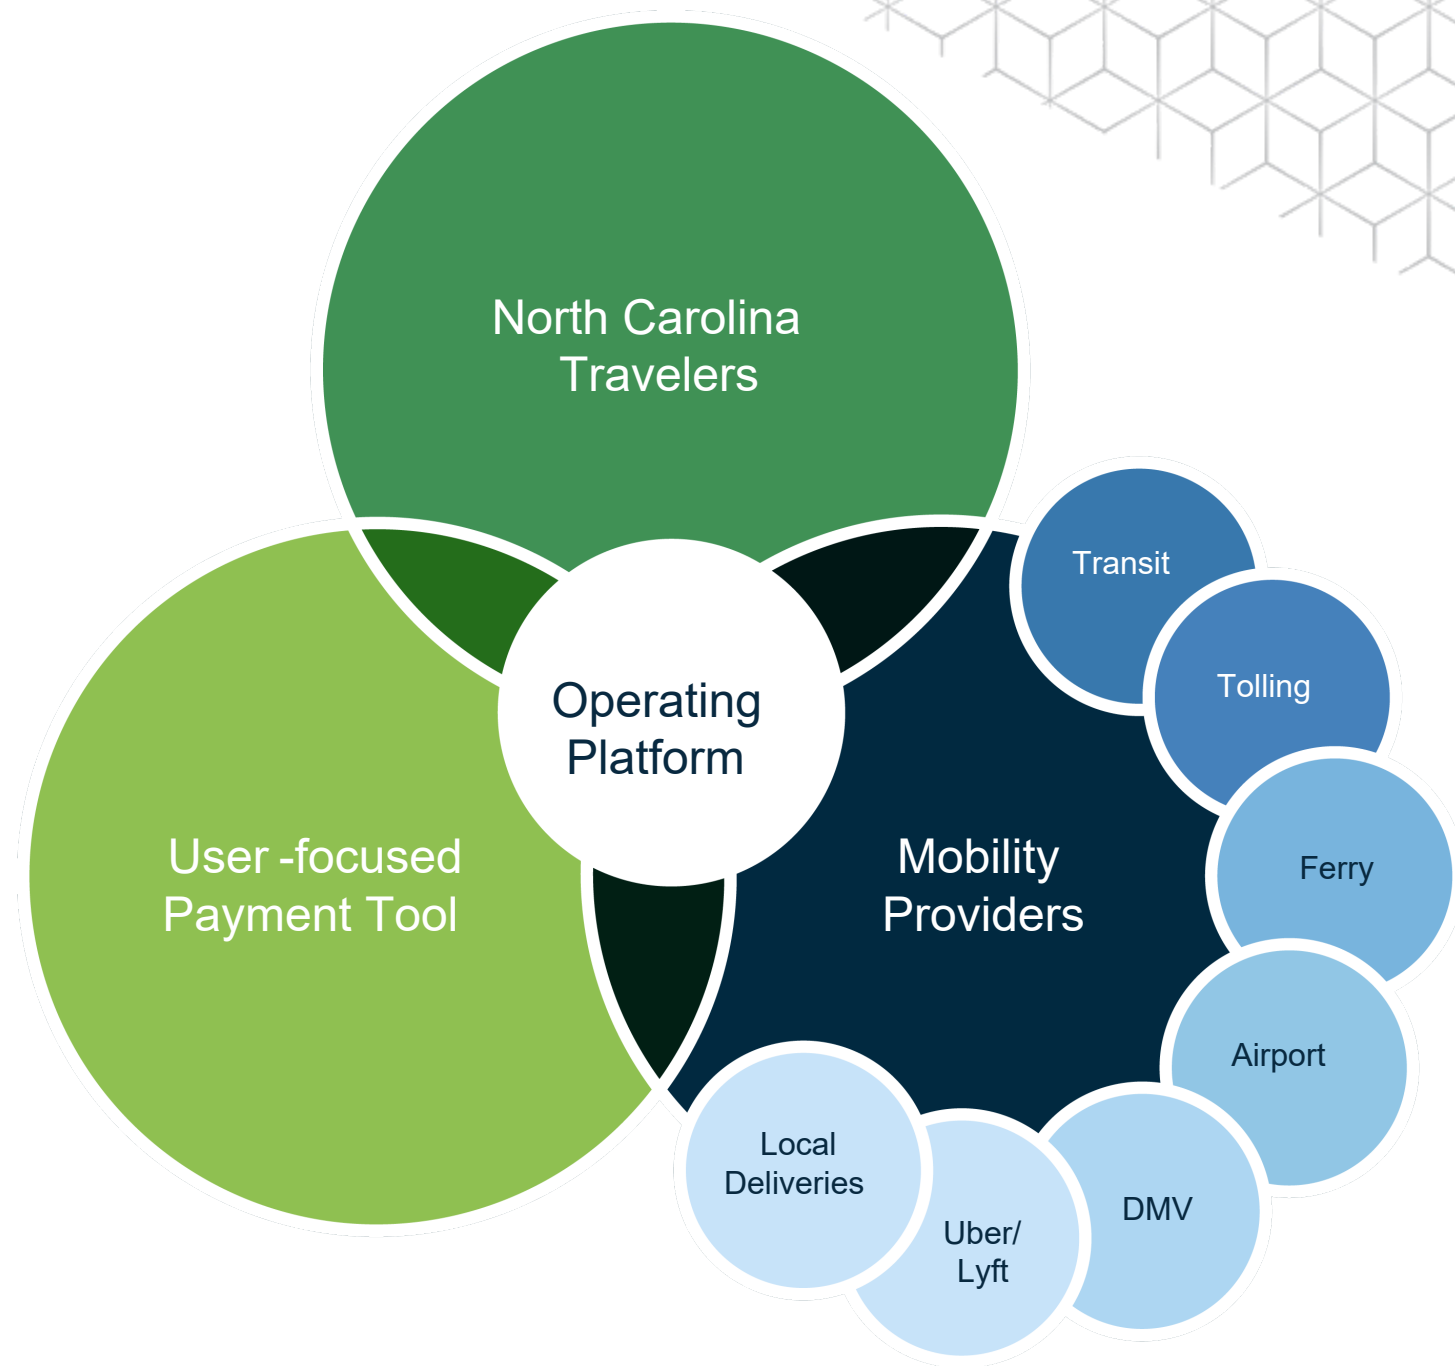 North Carolina
Travelers
Transit
Tolling
Operating
Platform
User -focused
Payment Tool
Mobility
Providers
Ferry
Airport
Local
Deliveries
DMV
Uber/
Lyft